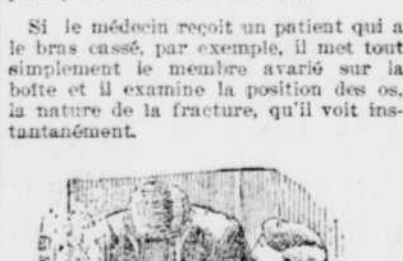 Si le médecin reçoit un patient qui a
le bras cassé, par exemple, il met tout
simplement le membre avarié sur la
boîte et il examine la position des os,
la nature de la fracture, qu'il voit ins-
tantanément.